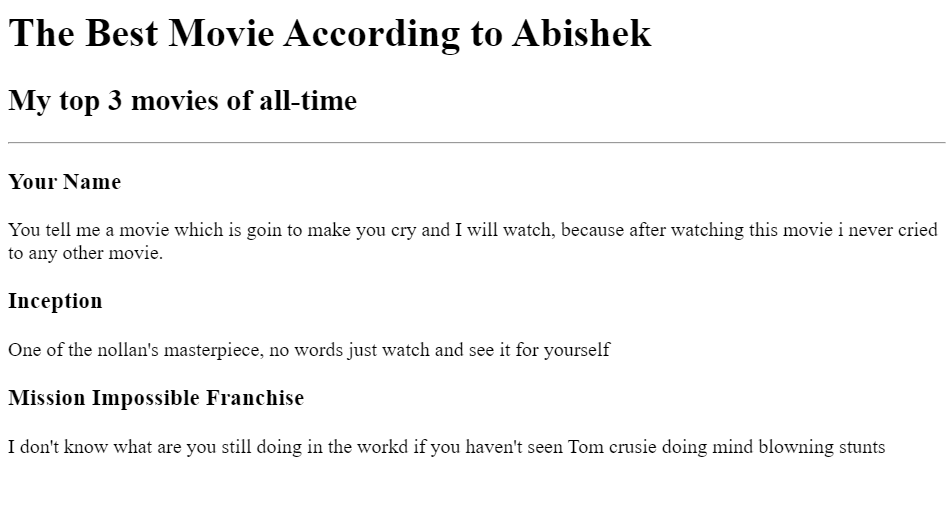 The Best Movie According to Abishek
My top 3 movies of all-time
Your Name
You tell me a movie which is goin to make you cry and I will watch, because after watching this movie i never cried
to any other movie.
Inception
One of the nollan's masterpiece, no words just watch and see it for yourself
Mission Impossible Franchise
I don't know what are you still doing in the workd if you haven't seen Tom crusie doing mind blowning stunts